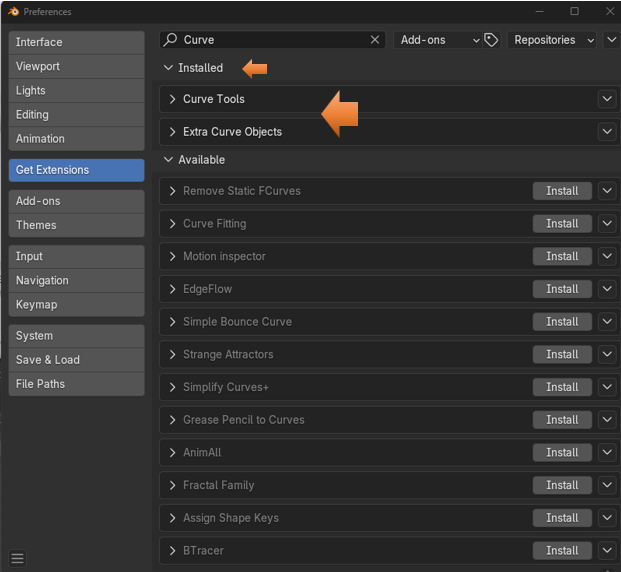 Preferences
Interface
Viewport
Lights
Editing
Animation
Get Extensions
Add-ons
Themes
Input
Navigation
Keymap
System
Save & Load
File Paths
Curve Add-ons Repositories
Installed
Curve Tools
Extra Curve Objects
Available
Remove Static FCurves Install
Curve Fitting Install
Motion inspector Install
EdgeFlow Install
Simple Bounce Curve Install
Strange Attractors Install
Simplify Curves+ Install
Grease Pencil to Curves Install
AnimAll Install
Fractal Family Install
Assign Shape Keys Install
BTracer Install